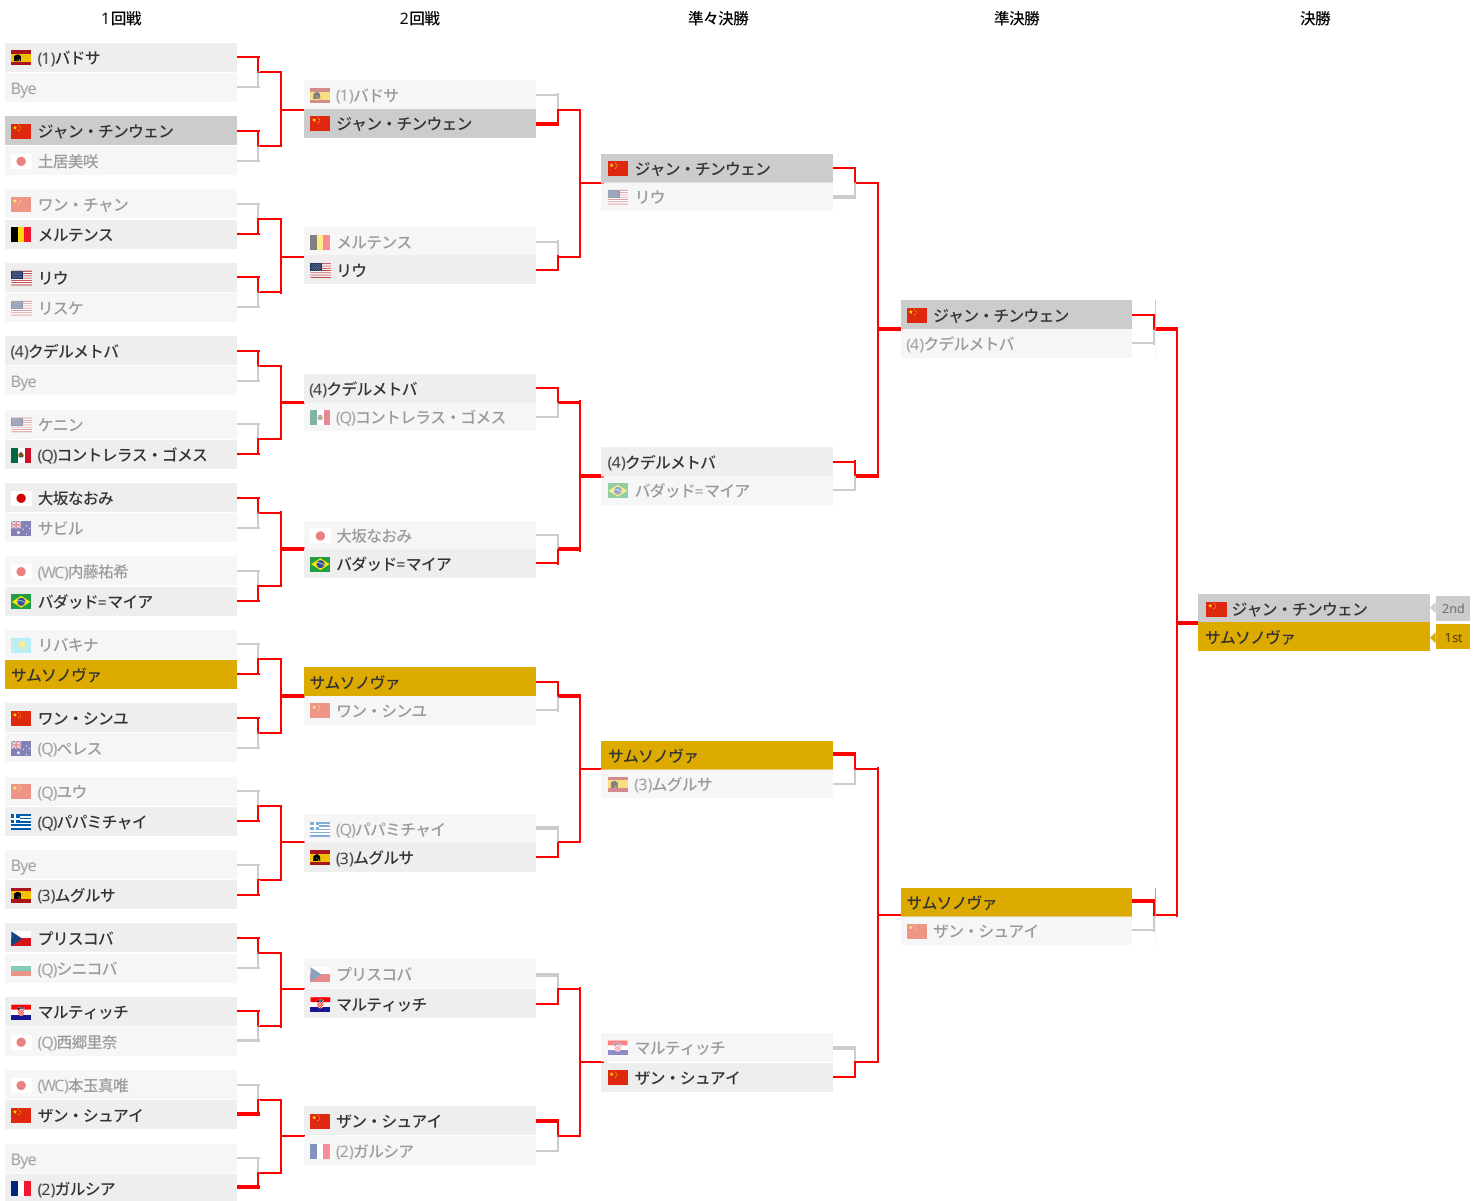 1回戦
2回戦
準々決勝
準決勝
決勝
(1)バドサ
Bye
ジャン・チンウェン
土居美咲
ワン・チャン
メルテンス
リウ
リスケ
(4)クデルメトバ
Bye
ケニン
(Q)コントレラス・ゴメス
大坂なおみ
サビル
(WC)内藤祐希
バダッド=マイア
リバキナ
サムソノヴァ
ワン・シンユ
(Q)ペレス
(Q)ユウ
(Q)パパミチャイ
Bye
(3)ムグルサ
プリスコバ
(Q)シニコバ
マルティッチ
(Q)西郷里奈
(WC)本玉真唯
ザン・シュアイ
Bye
(2)ガルシア
(1)バドサ
ジャン・チンウェン
メルテンス
リウ
(4)クデルメトバ
(Q)コントレラス・ゴメス
大坂なおみ
バダッド=マイア
サムソノヴァ
ワン・シンユ
(Q)パパミチャイ
(3)ムグルサ
プリスコバ
マルティッチ
ザン・シュアイ
(2)ガルシア
ジャン・チンウェン
リウ
(4)クデルメトバ
バダッド=マイア
サムソノヴァ
(3)ムグルサ
マルティッチ
ザン・シュアイ
ジャン・チンウェン
(4)クデルメトバ
サムソノヴァ
ザン・シュアイ
ジャン・チンウェン
2nd
サムソノヴァ
1st